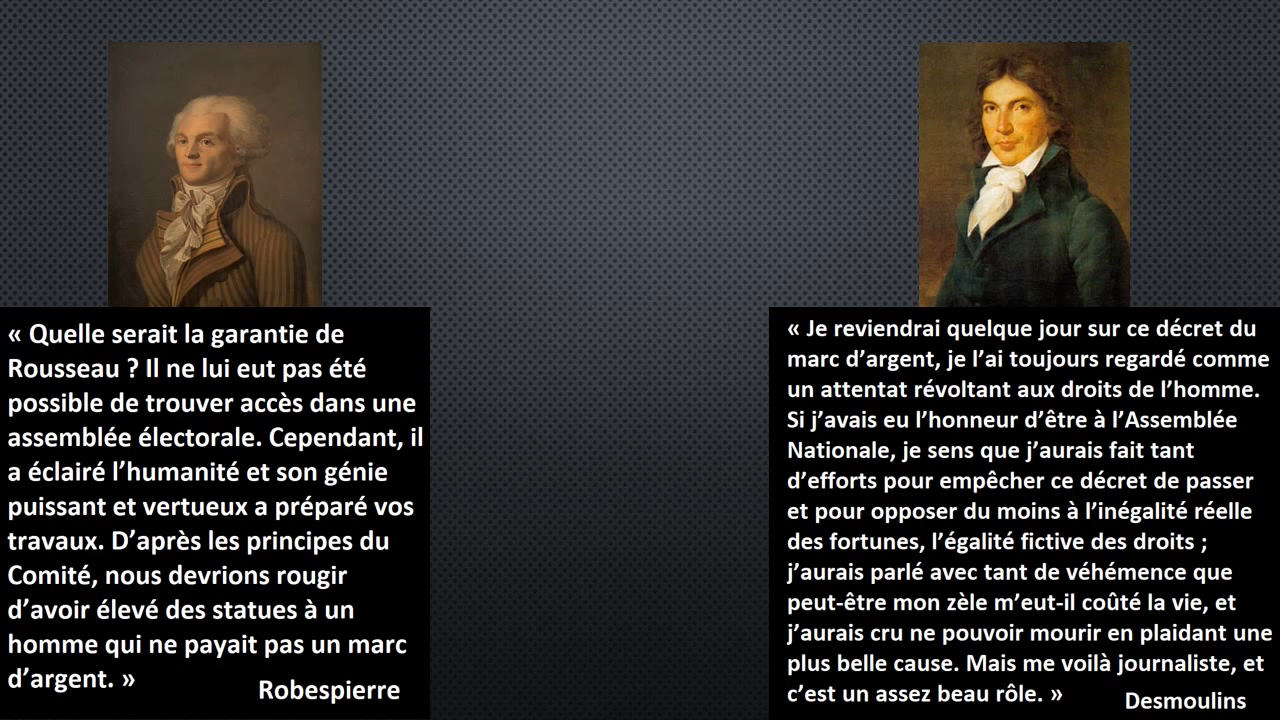 « Quelle serait la garantie de
Rousseau ? Il ne lui eut pas été
possible de trouver accès dans une
assemblée électorale. Cependant, il
a éclairé l’humanité et son génie
puissant et vertueux a préparé vos
travaux. D’après les principes du
Comité, nous devrions rougir
d’avoir élevé des statues à un
homme qui ne payait pas un marc
d’argent. »
Robespierre
« Je reviendrai quelque jour sur ce décret du
marc d’argent, je l’ai toujours regardé comme
un attentat révoltant aux droits de l’homme.
Si j’avais eu l’honneur d’être à l’Assemblée
Nationale, je sens que j’aurais fait tant
d’efforts pour empêcher ce décret de passer
et pour opposer du moins à l’inégalité réelle
des fortunes, l’égalité fictive des droits ;
j’aurais parlé avec tant de véhémence que
peut-être mon zèle m’eut-il coûté la vie, et
j’aurais cru ne pouvoir mourir en plaidant une
plus belle cause. Mais me voilà journaliste, et
c’est un assez beau rôle. »
Desmoulins